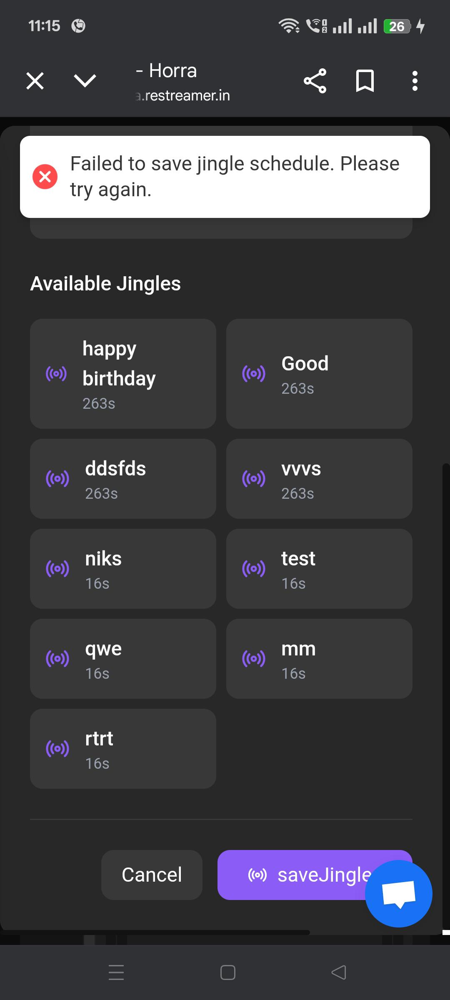 11:15
26
- Horra
a.restreamer.in
Failed to save jingle schedule. Please
try again.
Available Jingles
happy
birthday
263s
Good
263s
ddsfds
263s
vvvs
263s
niks
16s
test
16s
qwe
16s
mm
16s
rtrt
16s
Cancel
saveJingle